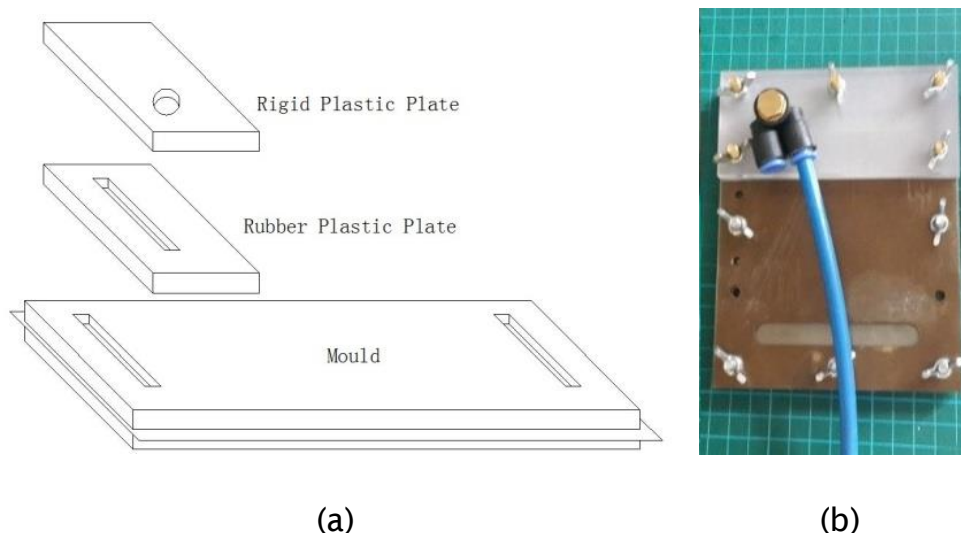 Rigid Plastic Plate
Rubber Plastic Plate
Mould
(a)
(b)